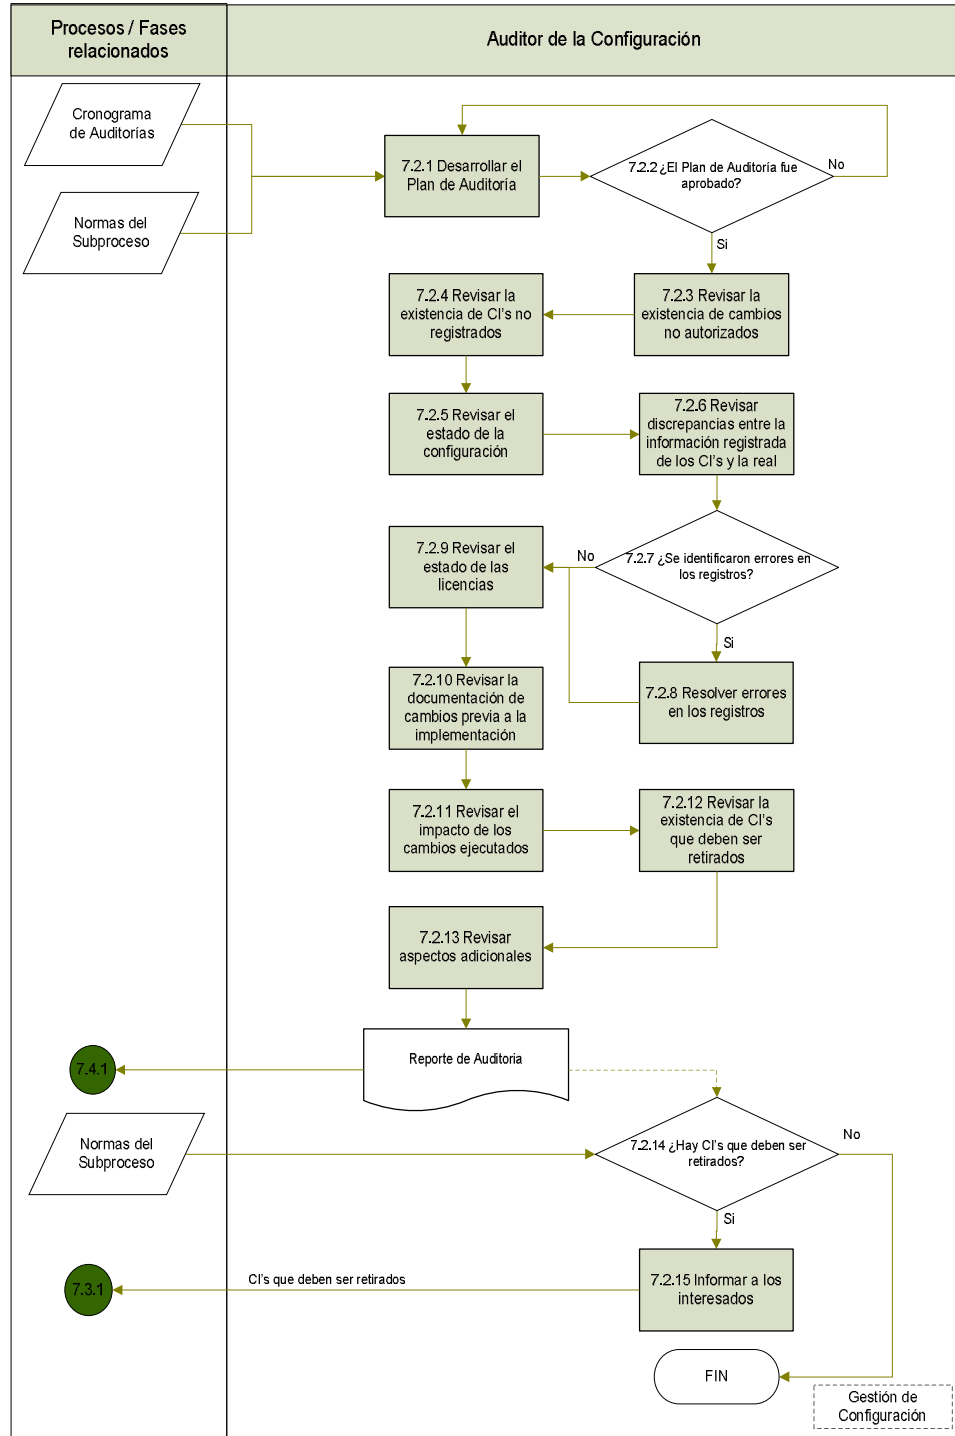 Procesos / Fases
relacionados
Auditor de la Configuración
Cronograma
de Auditorías
7.2.1 Desarrollar el
Plan de Auditoría
7.2.2 ¿El Plan de Auditoría fue
aprobado?
No
Normas del
Subproceso
Si
7.2.4 Revisar la
existencia de CI's no
registrados
7.2.3 Revisar la
existencia de cambios
no autorizados
7.2.5 Revisar el
estado de la
configuración
7.2.6 Revisar
discrepancias entre la
información registrada
de los CI's y la real
7.2.9 Revisar el
estado de las
licencias
No
7.2.7 ¿Se identificaron errores en
los registros?
Si
7.2.10 Revisar la
documentación de
cambios previa a la
implementación
7.2.8 Resolver errores
en los registros
7.2.11 Revisar el
impacto de los
cambios ejecutados
7.2.12 Revisar la
existencia de CI's
que deben ser
retirados
7.2.13 Revisar
aspectos adicionales
Reporte de Auditoria
7.4.1
Normas del
Subproceso
7.2.14 ¿Hay CI's que deben ser
retirados?
No
Si
7.3.1
CI's que deben ser retirados
7.2.15 Informar a los
interesados
FIN
Gestión de
Configuración